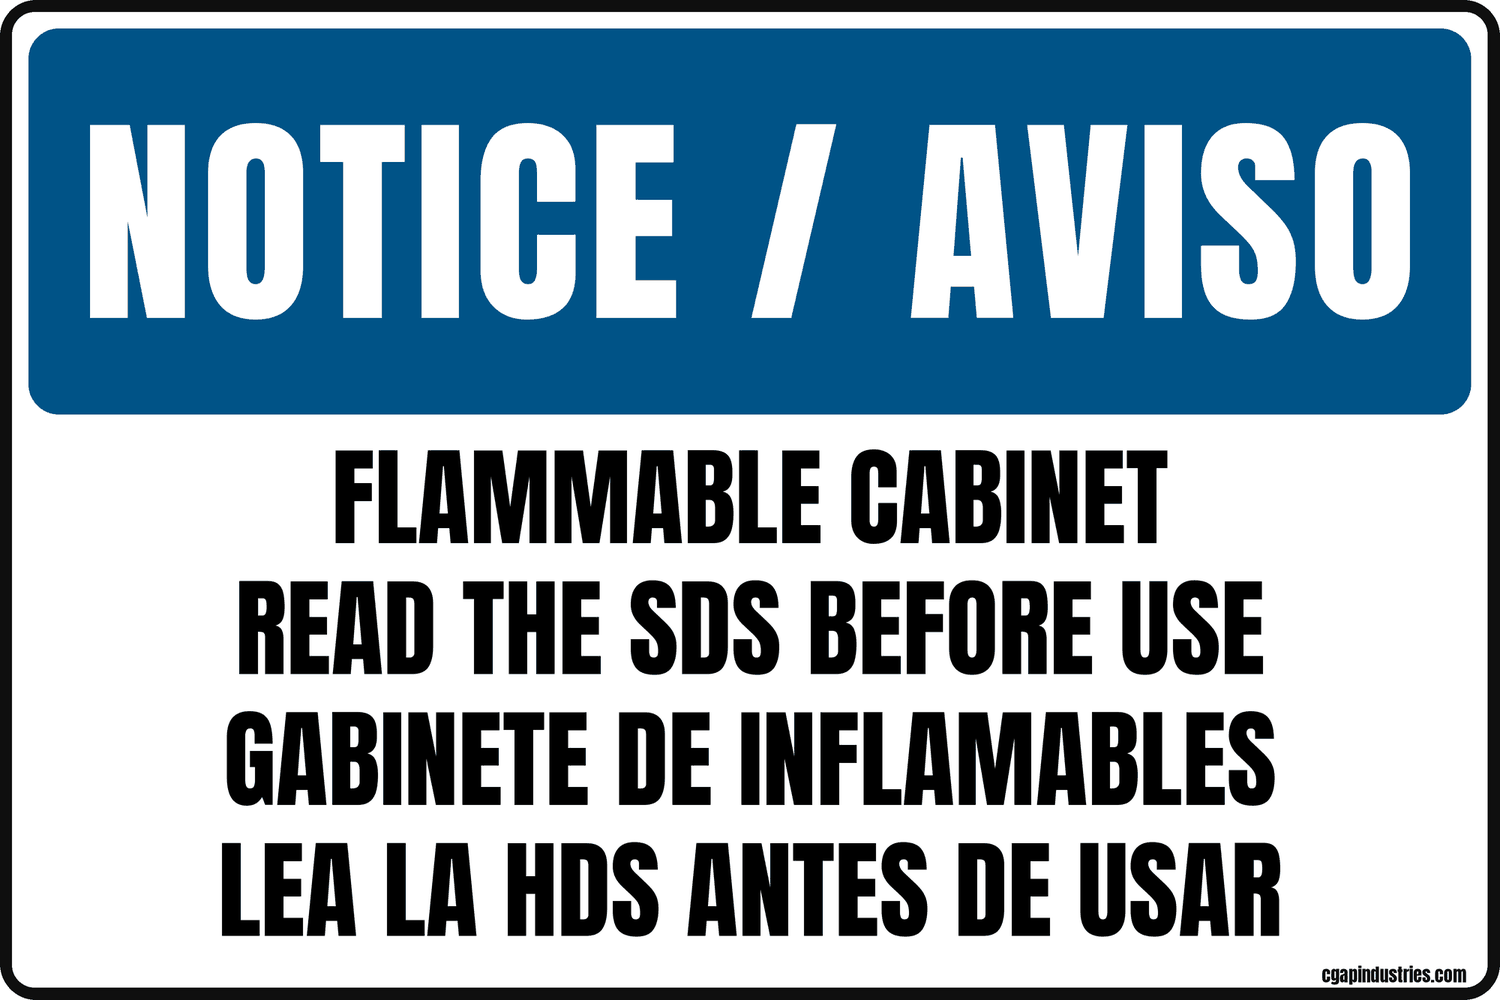 NOTICE / AVISO
FLAMMABLE CABINET
READ THE SDS BEFORE USE
GABINETE DE INFLAMABLES
LEA LA HDS ANTES DE USAR
cgapindustries.com